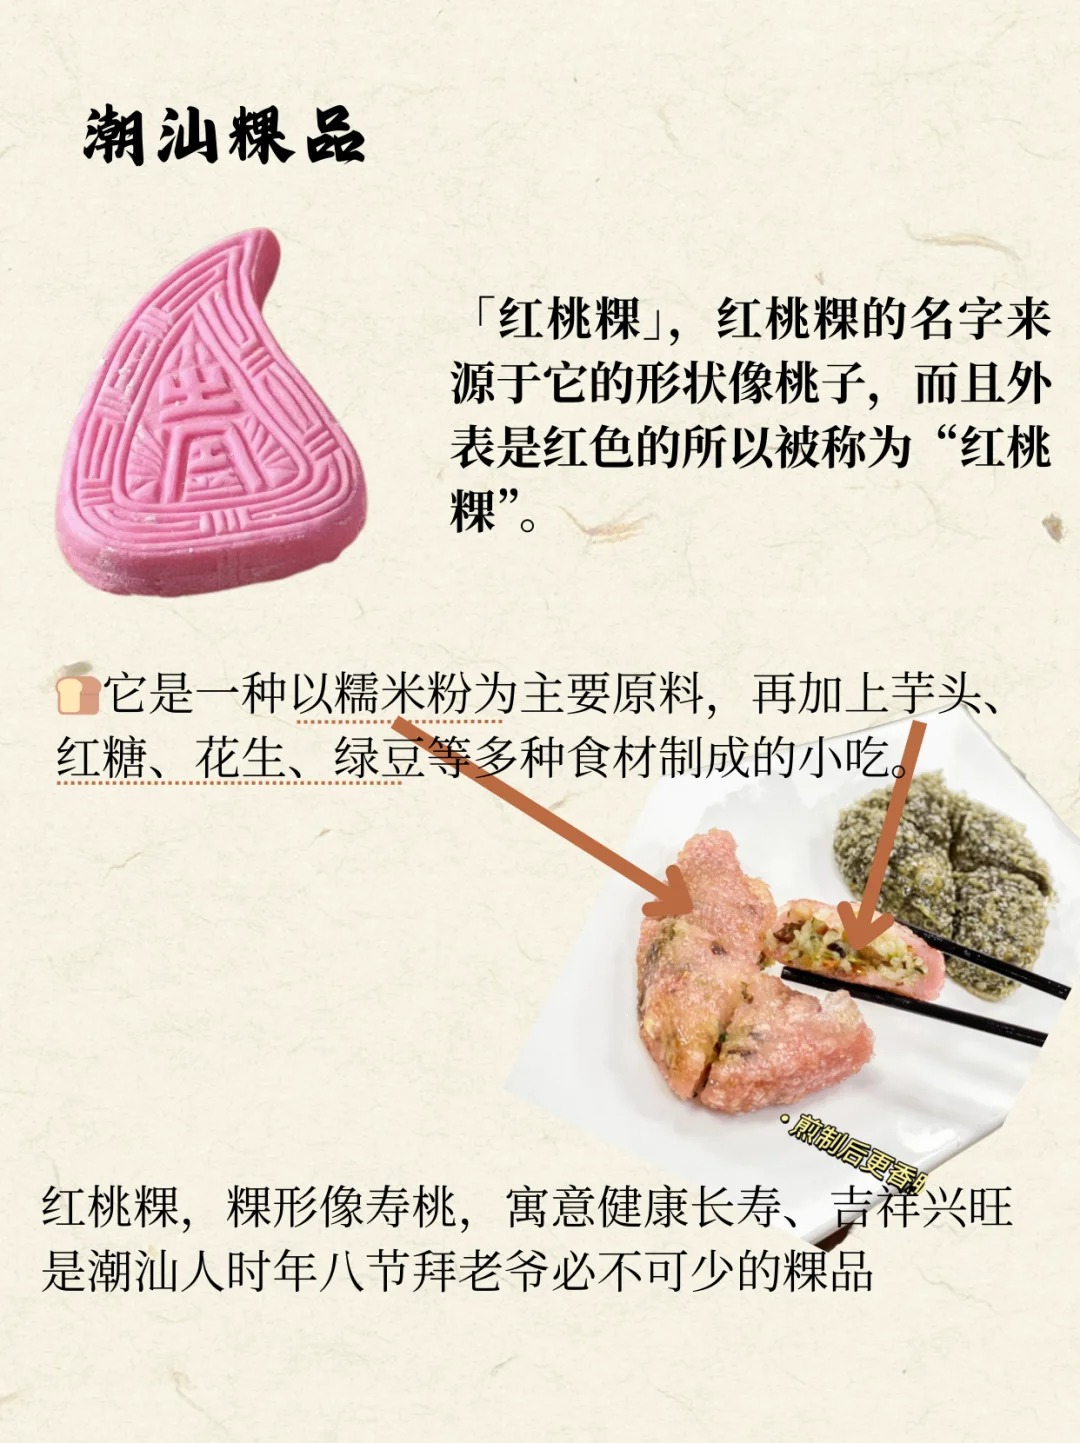 潮汕粿品
「红桃粿」，红桃粿的名字来
源于它的形状像桃子，而且外
表是红色的所以被称为“红桃
粿”。
它是一种以糯米粉为主要原料，再加上芋头、
红糖、花生、绿豆等多种食材制成的小吃。
·煎制后更香
红桃粿，粿形像寿桃，寓意健康长寿、吉祥兴旺
是潮汕人时年八节拜老爷必不可少的粿品